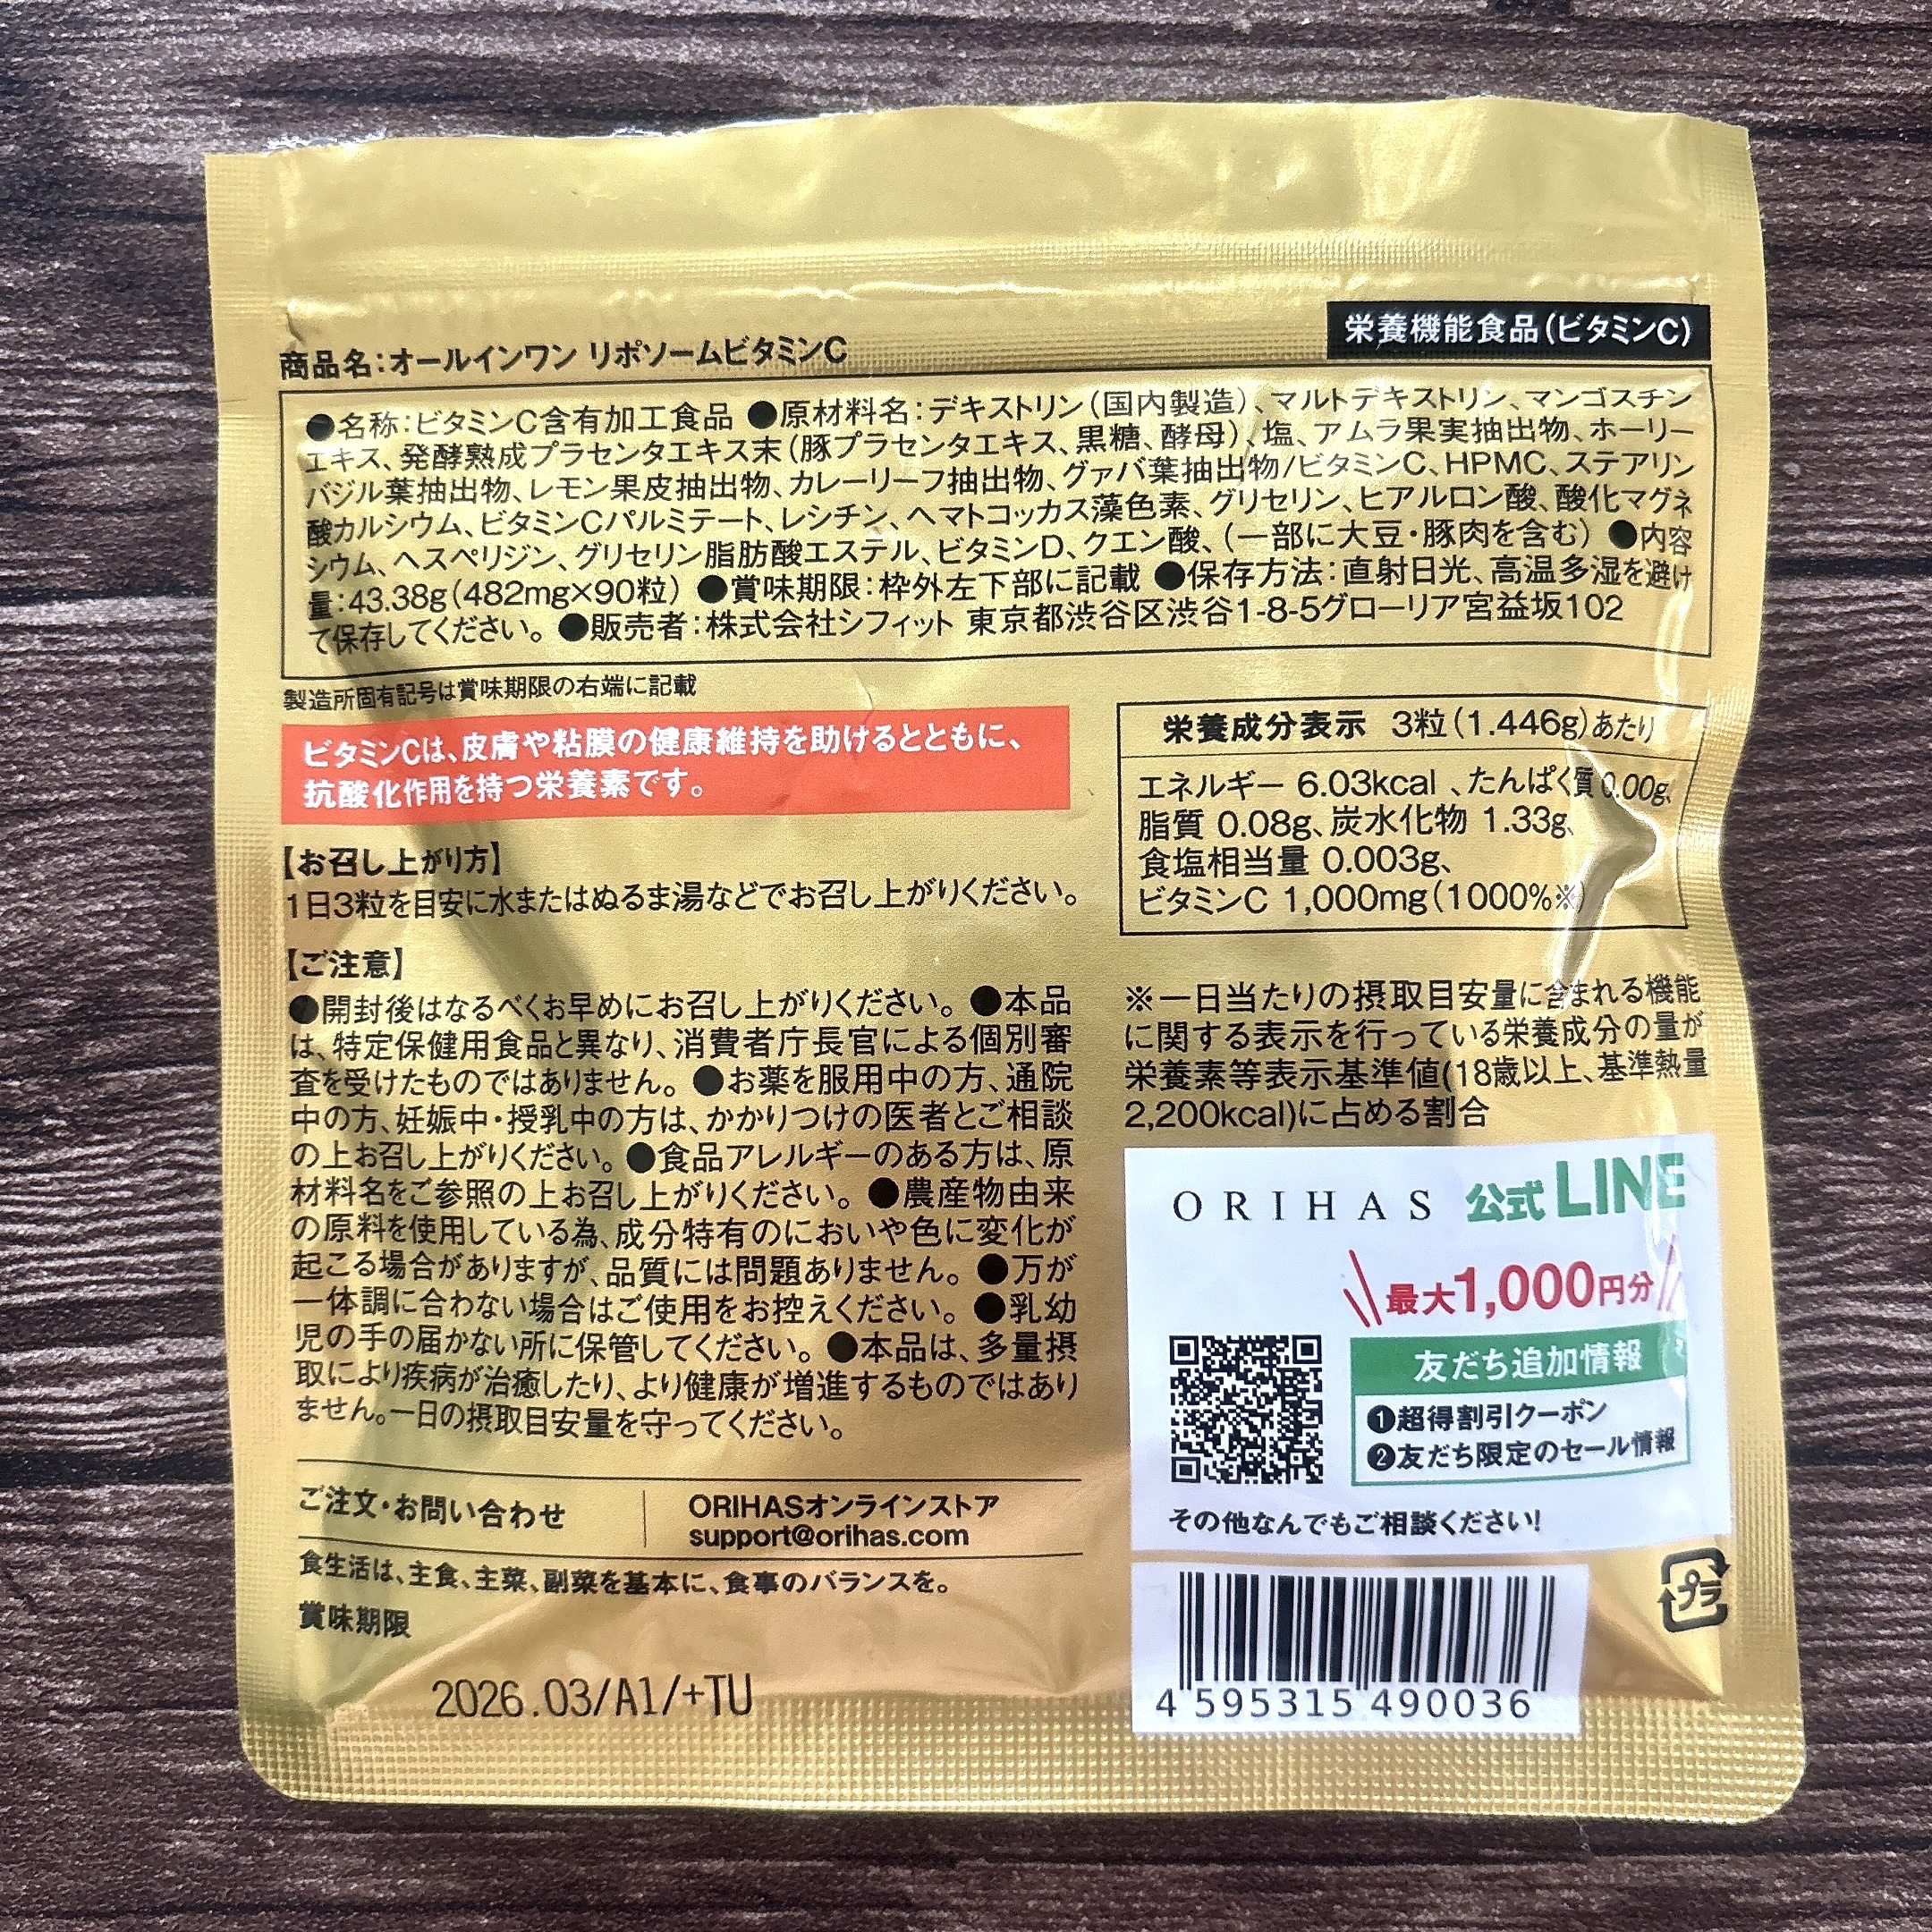 商品名:オールインワン リポソームビタミンC
栄養機能食品(ビタミンC)
●名称:ビタミンC含有加工食品 ●原材料名:デキストリン(国内製造)、マルトデキストリン、マンゴスチン
エキス、発酵熟成プラセンタエキス末(豚プラセンタエキス、黒糖、酵母)、塩、アムラ果実抽出物、ホーリー
バジル葉抽出物、レモン果皮抽出物、カレーリーフ抽出物、グァバ葉抽出物/ビタミンC、HPMC、ステアリン
酸カルシウム、ビタミンCパルミテート、レシチン、ヘマトコッカス藻色素、グリセリン、ヒアルロン酸、酸化マグネ
シウム、ヘスペリジン、グリセリン脂肪酸エステル、ビタミンD、クエン酸、(一部に大豆・豚肉を含む) ●内容
量:43.38g(482mg×90粒) ●賞味期限:枠外左下部に記載 ●保存方法:直射日光、高温多湿を避け
て保存してください。 ●販売者:株式会社シフィット 東京都渋谷区渋谷1-8-5グローリア宮益坂102
製造所固有記号は賞味期限の右端に記載
ビタミンCは、皮膚や粘膜の健康維持を助けるとともに、
抗酸化作用を持つ栄養素です。
【お召し上がり方】
1日3粒を目安に水またはぬるま湯などでお召し上がりください。
【ご注意】
●開封後はなるべくお早めにお召し上がりください。 ●本品
は、特定保健用食品と異なり、消費者庁長官による個別審
査を受けたものではありません。 ●お薬を服用中の方、通院
中の方、妊娠中・授乳中の方は、かかりつけの医者とご相談
の上お召し上がりください。 ●食品アレルギーのある方は、原
材料名をご参照の上お召し上がりください。 ●農産物由来
の原料を使用している為、成分特有のにおいや色に変化が
起こる場合がありますが、品質には問題ありません。 ●万が
一体調に合わない場合はご使用をお控えください。 ●乳幼
児の手の届かない所に保管してください。 ●本品は、多量摂
取により疾病が治癒したり、より健康が増進するものではあり
ません。一日の摂取目安量を守ってください。
ご注文・お問い合わせ
ORIHASオンラインストア
support@orihas.com
食生活は、主食、主菜、副菜を基本に、食事のバランスを。
賞味期限
2026.03/A1/+TU
栄養成分表示 3粒(1.446g)あたり
エネルギー 6.03kcal 、たんぱく質 0.00g、
脂質 0.08g、炭水化物 1.33g、
食塩相当量 0.003g、
ビタミンC 1,000mg(1000%※)
※一日当たりの摂取目安量に含まれる機能
に関する表示を行っている栄養成分の量が
栄養素等表示基準値(18歳以上、基準熱量
2,200kcal)に占める割合
ORIHAS 公式LINE
最大1,000円分
友だち追加情報
❶超得割引クーポン
❷友だち限定のセール情報
その他なんでもご相談ください!
プラ
4 595315 490036